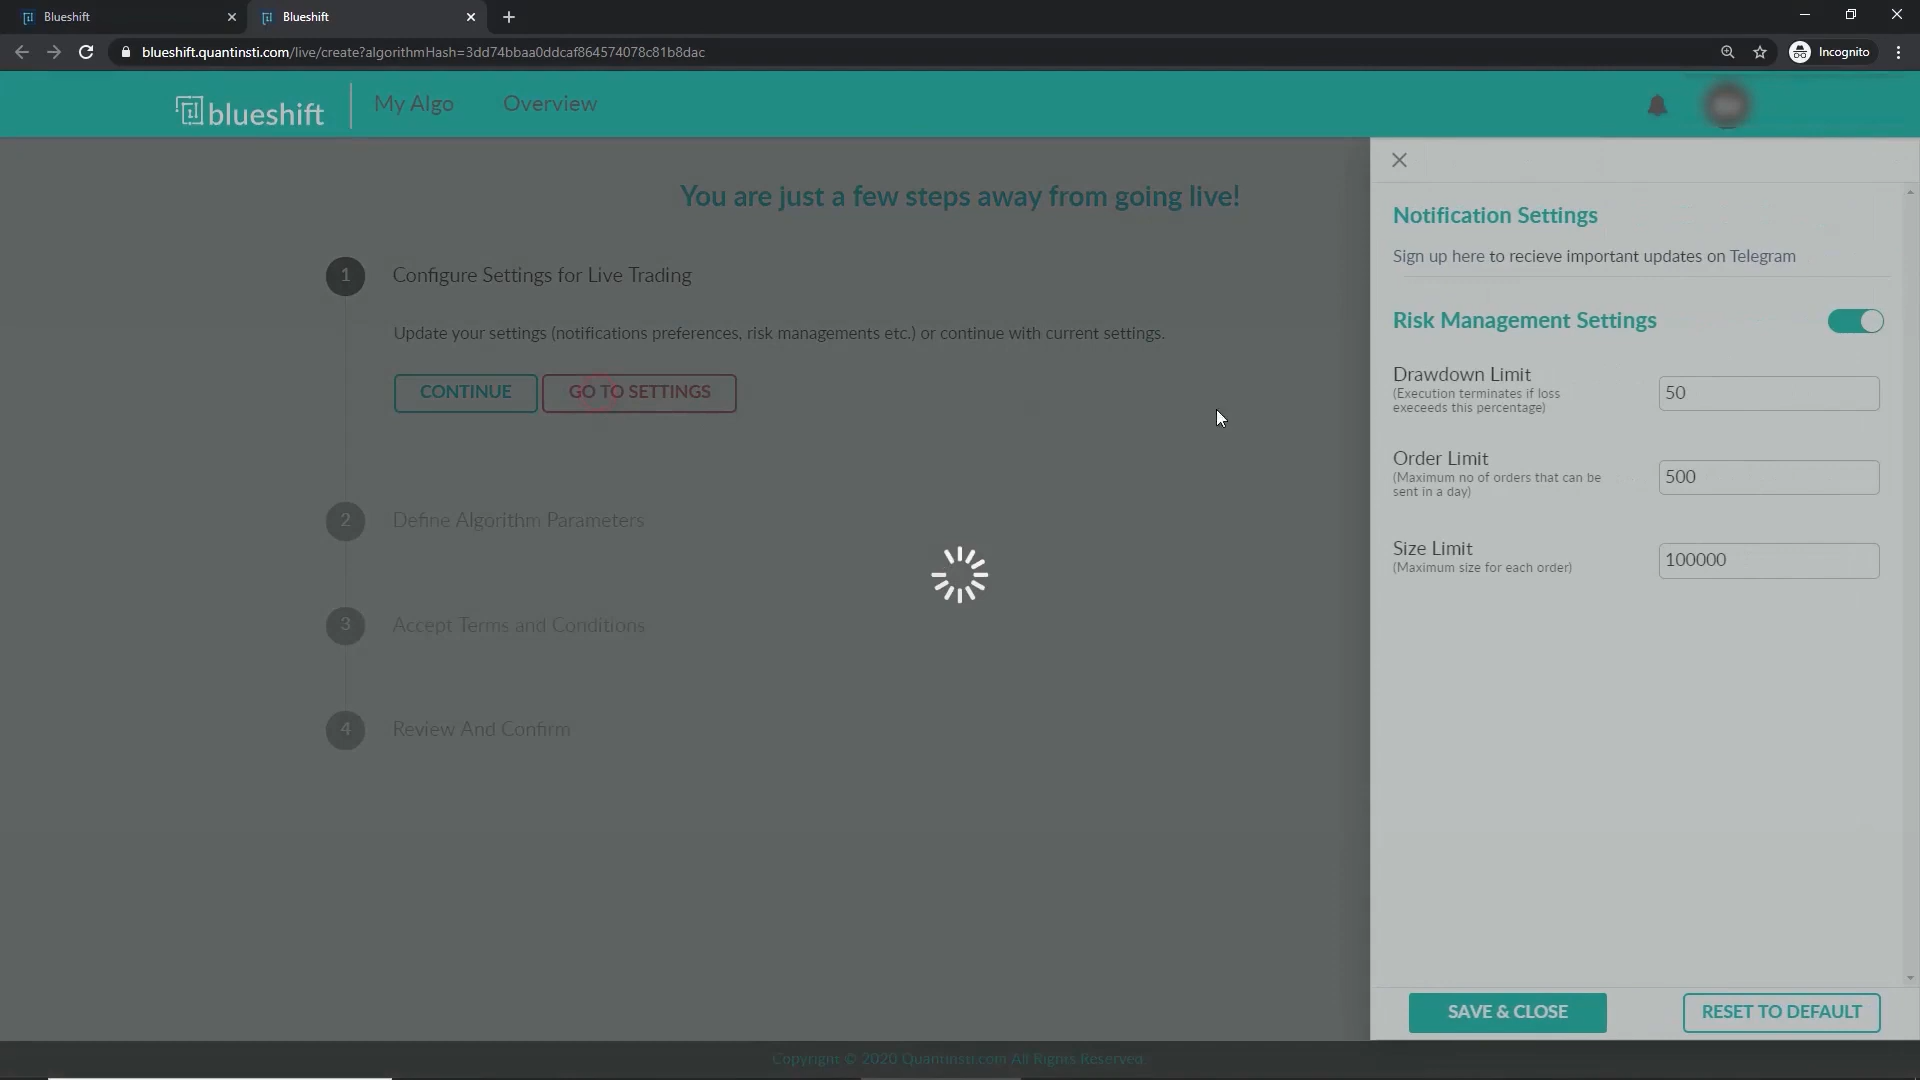 Blueshift
Blueshift
blueshift.quantinsti.com/live/create?algorithmHash=3dd74bbaa0ddcaf864574078c81b8dac
Incognito
blueshift
My Algo
Overview
You are just a few steps away from going live!
1
Configure Settings for Live Trading
Update your settings (notifications preferences, risk managements etc.) or continue with current settings.
CONTINUE
GO TO SETTINGS
2
Define Algorithm Parameters
3
Accept Terms and Conditions
4
Review And Confirm
Notification Settings
Sign up here to recieve important updates on Telegram
Risk Management Settings
Drawdown Limit
(Execution terminates if loss
execeeds this percentage)
50
Order Limit
(Maximum no of orders that can be
sent in a day)
500
Size Limit
(Maximum size for each order)
100000
SAVE & CLOSE
RESET TO DEFAULT
Copyright © 2020 Quantinsti.com All Rights Reserved.